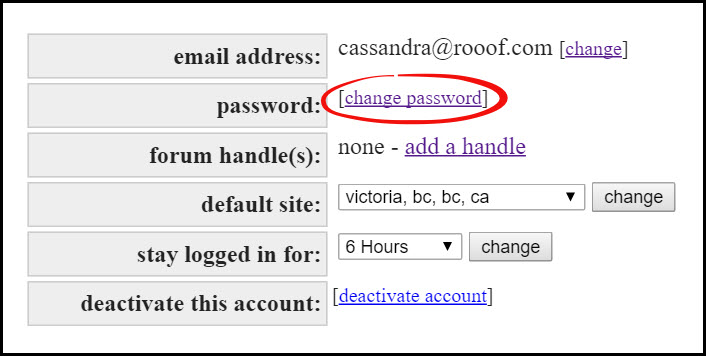 email address: cassandra@rooof.com [change]
password: [change password]
forum handle(s): none - add a handle
default site: victoria, bc, bc, ca ▼ change
stay logged in for: 6 Hours ▼ change
deactivate this account: [deactivate account]